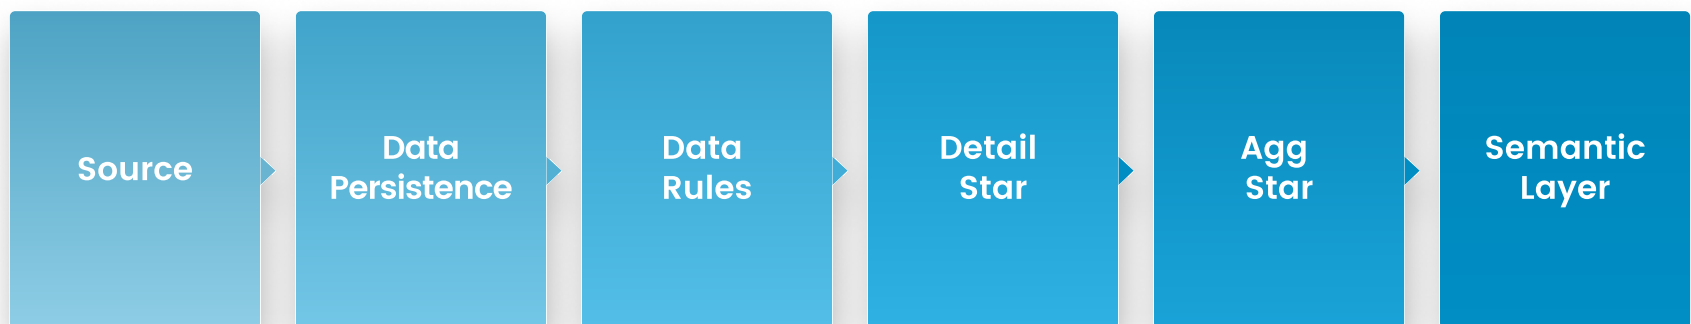 Source
Data
Persistence
Data
Rules
Detail
Star
Agg
Star
Semantic
Layer